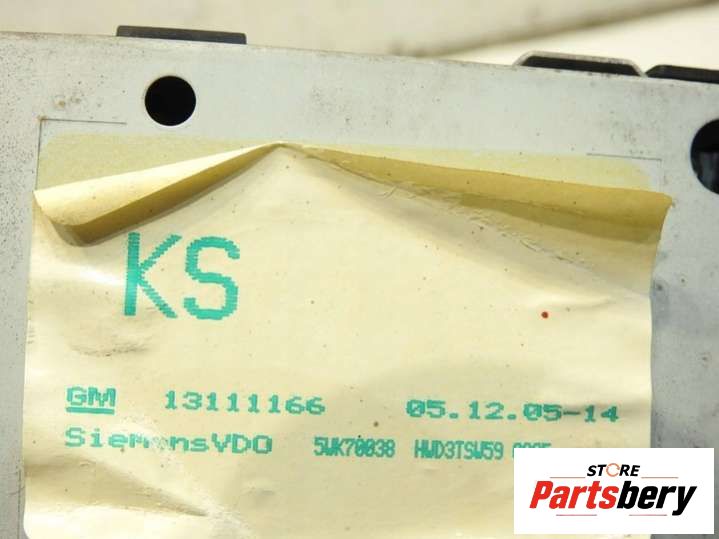 KS
GM 13111166 05.12.05-14
SiemensVDO 5WK70038 HWD3TSW59
STORE
Partsbery